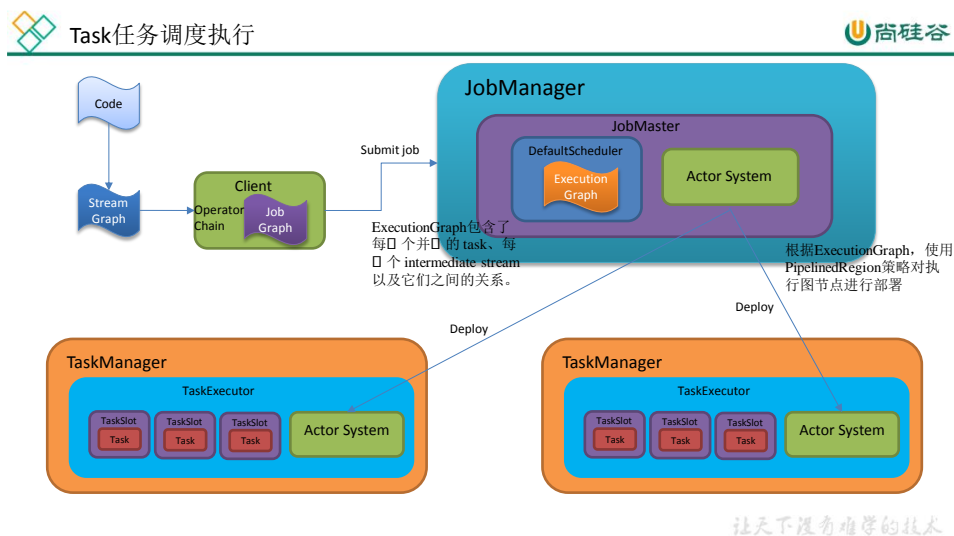 Task任务调度执行
尚硅谷
JobManager
Code
JobMaster
Submit job
DefaultScheduler
Execution
Graph
Actor System
Client
Stream
Graph
Operator
Chain
Job
Graph
ExecutionGraph包含了
每▯ 个并▯ 的 task、每
▯ 个 intermediate stream
以及它们之间的关系。
根据ExecutionGraph，使用
PipelinedRegion策略对执
行图节点进行部署
Deploy
Deploy
TaskManager
TaskExecutor
TaskSlot
Task
TaskSlot
Task
TaskSlot
Task
Actor System
TaskManager
TaskExecutor
TaskSlot
Task
TaskSlot
Task
TaskSlot
Task
Actor System
让天下没有难学的技术